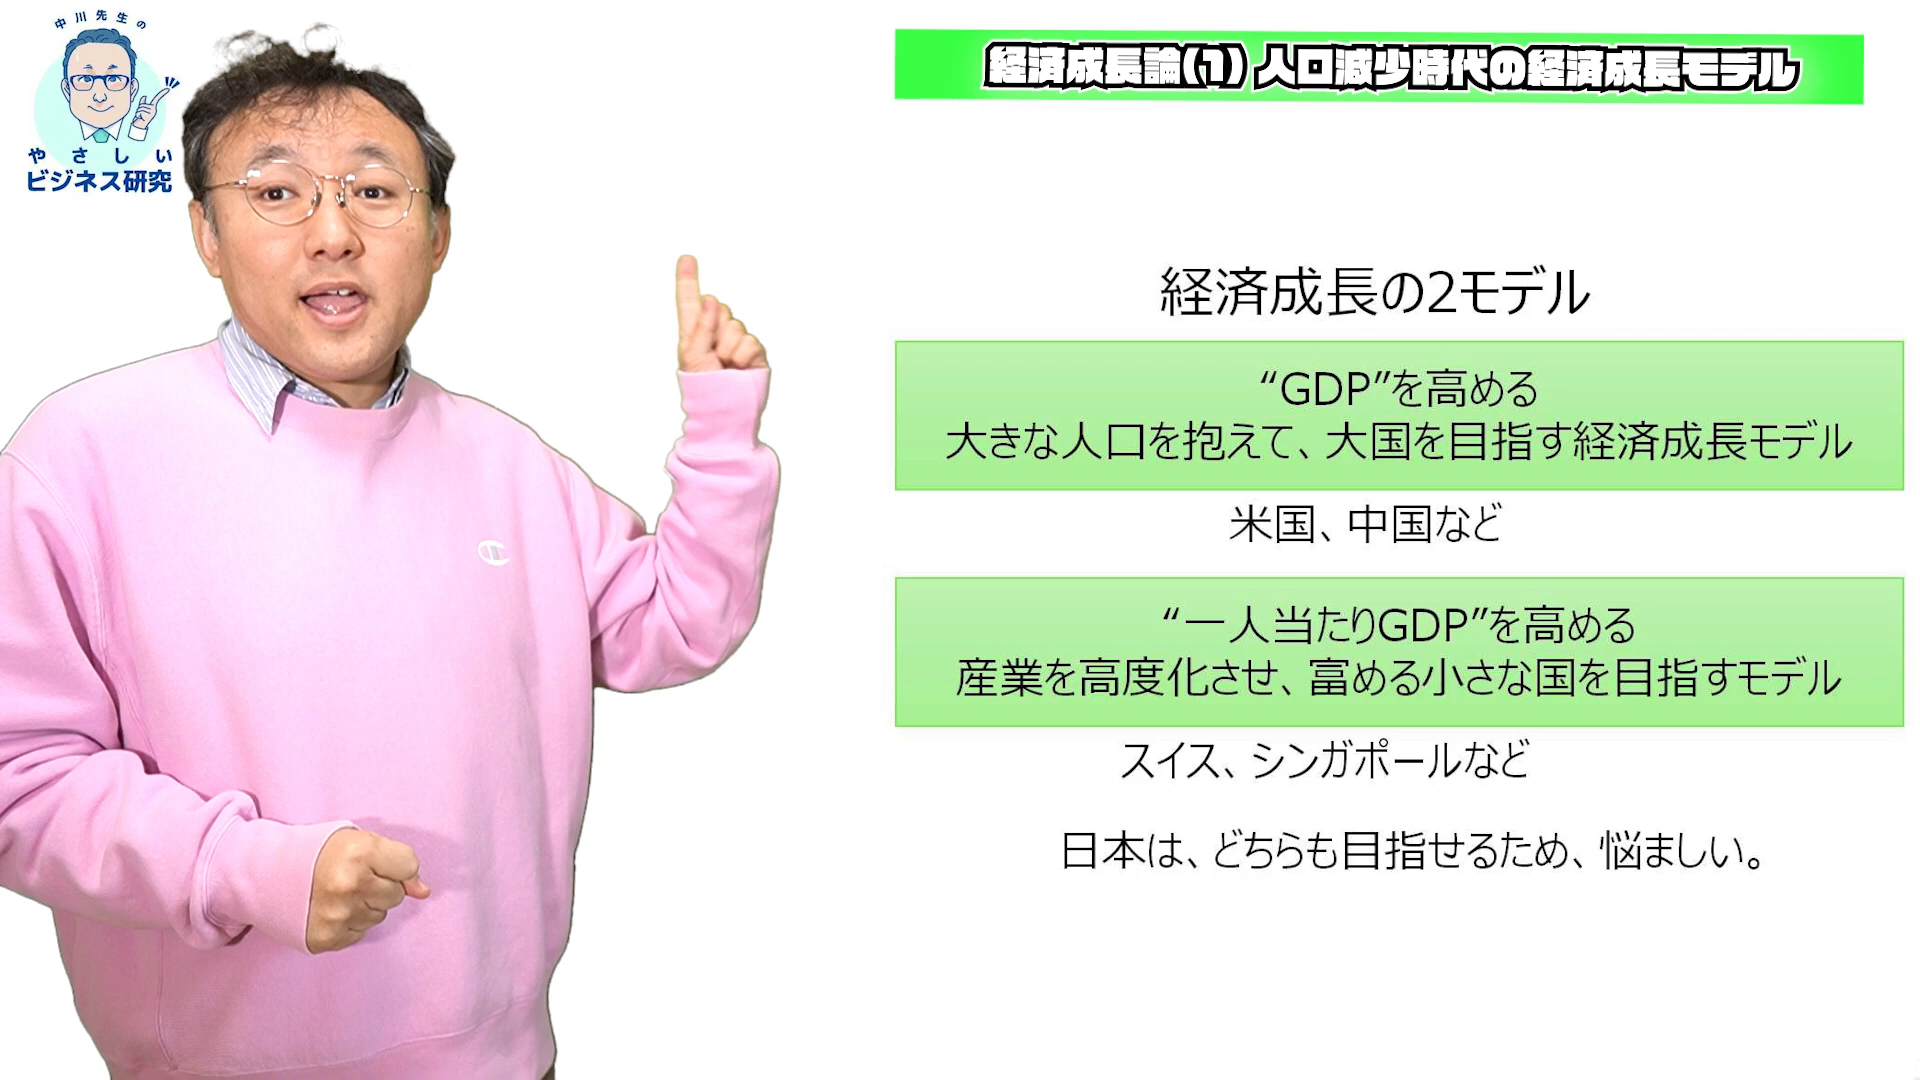 中川先生の
やさしい
ビジネス研究
経済成長論(1) 人口減少時代の経済成長モデル
経済成長の2モデル
“GDP”を高める
大きな人口を抱えて、大国を目指す経済成長モデル
米国、中国など
“一人当たりGDP”を高める
産業を高度化させ、富める小さな国を目指すモデル
スイス、シンガポールなど
日本は、どちらも目指せるため、悩ましい。